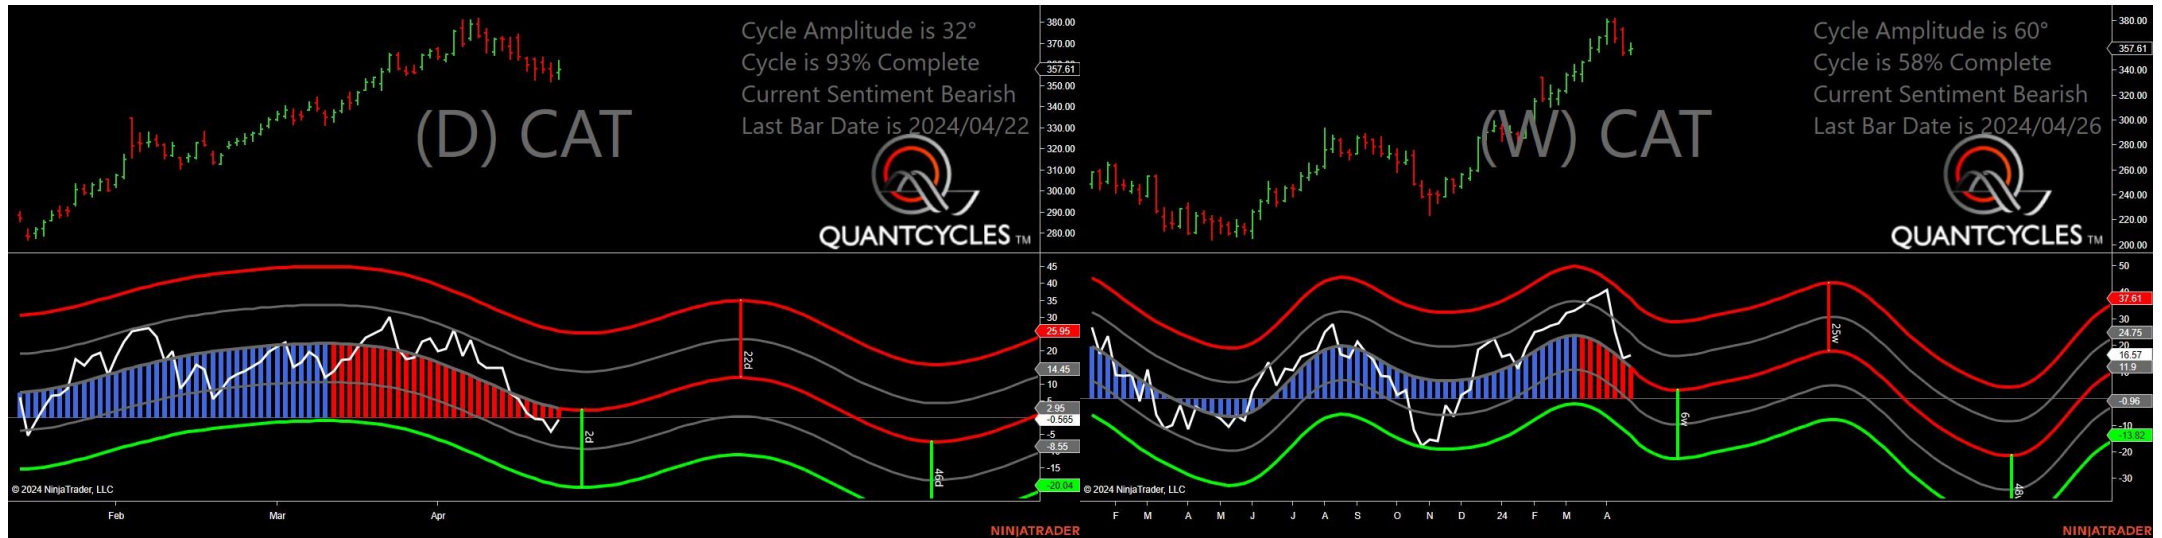 Cycle Amplitude is 32°
Cycle is 93% Complete
Current Sentiment Bearish
Last Bar Date is 2024/04/22
(D) CAT
QUANTCYCLES TM
380.00
370.00
357.61
350.00
340.00
330.00
320.00
310.00
300.00
290.00
280.00
45
40
35
30
25.95
20
14.45
10
5
2.95
-0.565
-5
-8.55
-15
-20.04
22d
2d
46d
© 2024 NinjaTrader, LLC
Feb Mar Apr
NINJATRADER
Cycle Amplitude is 60°
Cycle is 58% Complete
Current Sentiment Bearish
Last Bar Date is 2024/04/26
(W) CAT
QUANTCYCLES TM
380.00
357.61
340.00
320.00
300.00
280.00
260.00
240.00
220.00
200.00
50
37.61
30
24.75
20
16.57
11.9
-0.96
-10
-13.82
-20
-30
25w
6w
© 2024 NinjaTrader, LLC
F M A M J J A S O N D 24 F M A
NINJATRADER